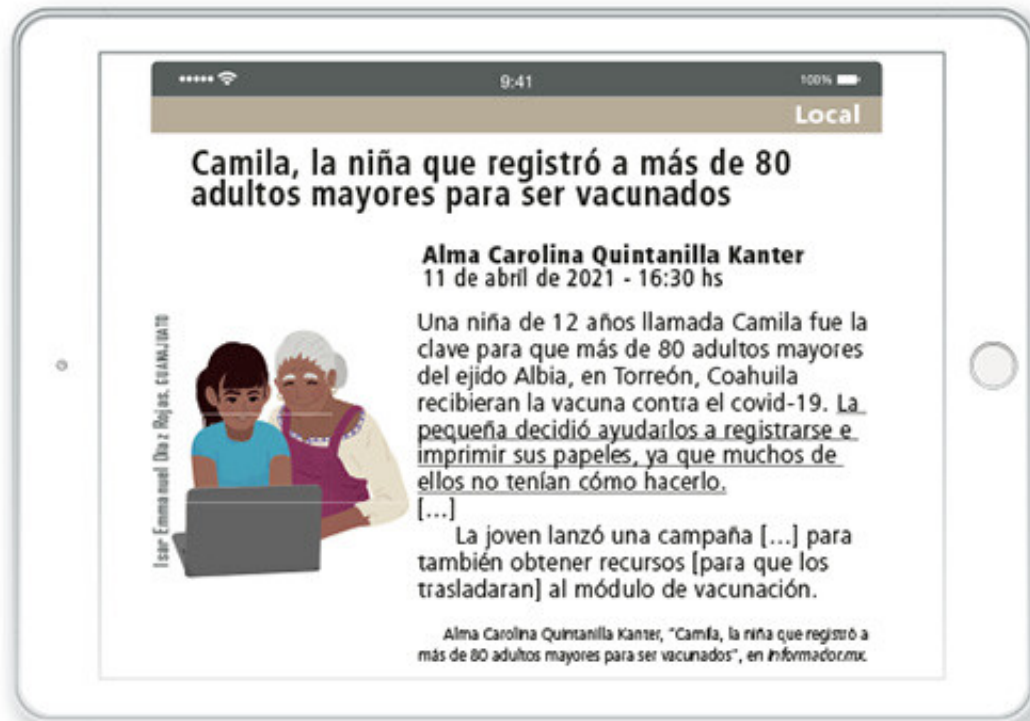 9:41
100%
Local
Camila, la niña que registró a más de 80
adultos mayores para ser vacunados
Alma Carolina Quintanilla Kanter
11 de abril de 2021 - 16:30 hs
Isar Emmanuel Díaz Rojas, GUANAJUATO
Una niña de 12 años llamada Camila fue la
clave para que más de 80 adultos mayores
del ejido Albia, en Torreón, Coahuila
recibieran la vacuna contra el covid-19. La
pequeña decidió ayudarlos a registrarse e
imprimir sus papeles, ya que muchos de
ellos no tenían cómo hacerlo.
[...]
La joven lanzó una campaña [...] para
también obtener recursos [para que los
trasladaran] al módulo de vacunación.
Alma Carolina Quintanilla Kanter, "Camila, la niña que registró a
más de 80 adultos mayores para ser vacunados", en informador.mx.